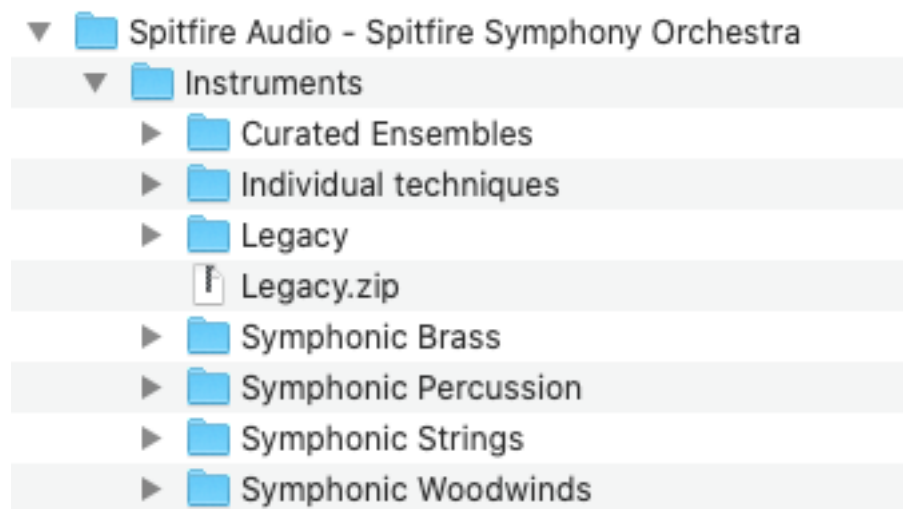 Spitfire Audio - Spitfire Symphony Orchestra
Instruments
Curated Ensembles
Individual techniques
Legacy
Legacy.zip
Symphonic Brass
Symphonic Percussion
Symphonic Strings
Symphonic Woodwinds